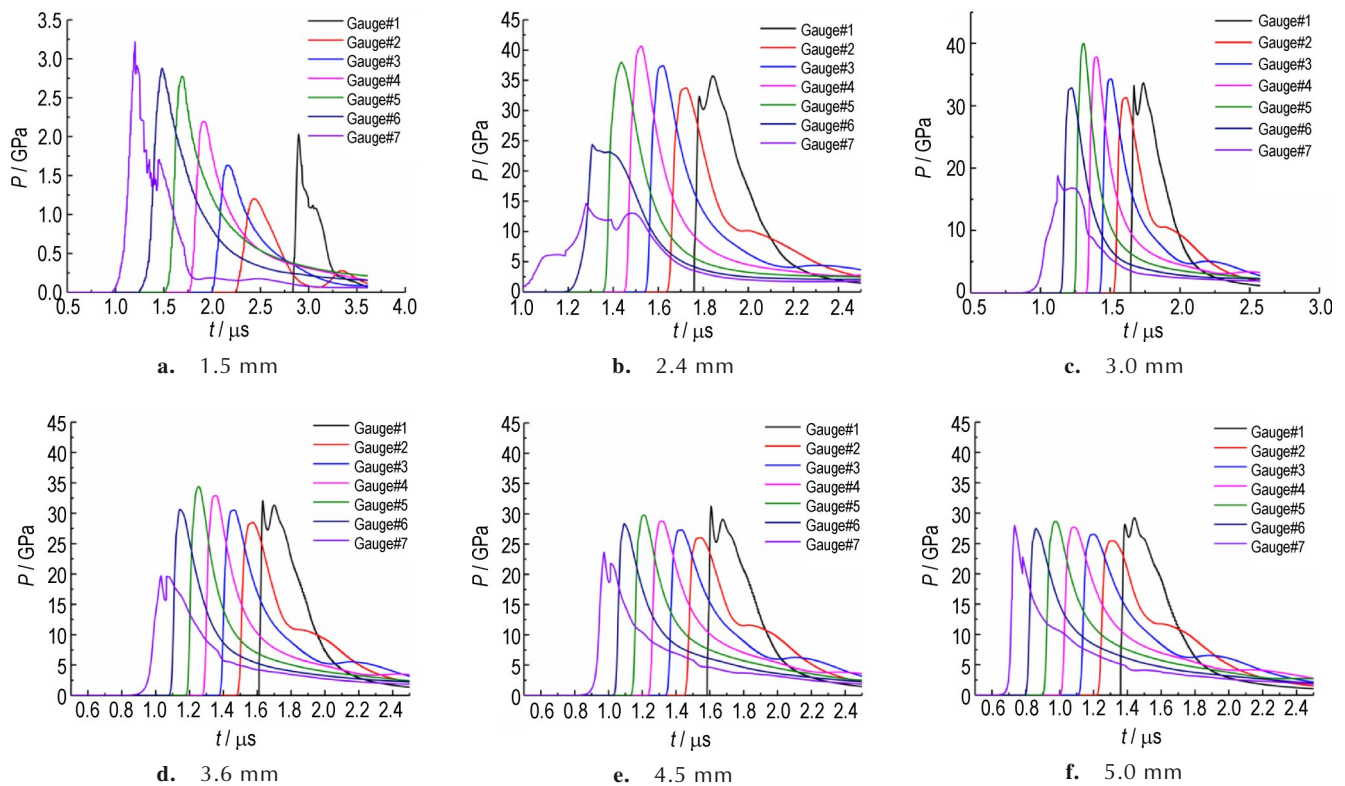 P / GPa
3.5
3.0
2.5
2.0
1.5
1.0
0.5
0.0
Gauge#1
Gauge#2
Gauge#3
Gauge#4
Gauge#5
Gauge#6
Gauge#7
0.5 1.0 1.5 2.0 2.5 3.0 3.5 4.0
t / μs
a. 1.5 mm
P / GPa
45
40
35
30
25
20
15
10
5
0
Gauge#1
Gauge#2
Gauge#3
Gauge#4
Gauge#5
Gauge#6
Gauge#7
1.0 1.2 1.4 1.6 1.8 2.0 2.2 2.4
t / μs
b. 2.4 mm
P / GPa
40
30
20
10
0
Gauge#1
Gauge#2
Gauge#3
Gauge#4
Gauge#5
Gauge#6
Gauge#7
0.5 1.0 1.5 2.0 2.5 3.0
t / μs
c. 3.0 mm
P / GPa
45
40
35
30
25
20
15
10
5
0
Gauge#1
Gauge#2
Gauge#3
Gauge#4
Gauge#5
Gauge#6
Gauge#7
0.6 0.8 1.0 1.2 1.4 1.6 1.8 2.0 2.2 2.4
t / μs
d. 3.6 mm
P / GPa
45
40
35
30
25
20
15
10
5
0
Gauge#1
Gauge#2
Gauge#3
Gauge#4
Gauge#5
Gauge#6
Gauge#7
0.6 0.8 1.0 1.2 1.4 1.6 1.8 2.0 2.2 2.4
t / μs
e. 4.5 mm
P / GPa
45
40
35
30
25
20
15
10
5
0
Gauge#1
Gauge#2
Gauge#3
Gauge#4
Gauge#5
Gauge#6
Gauge#7
0.6 0.8 1.0 1.2 1.4 1.6 1.8 2.0 2.2 2.4
t / μs
f. 5.0 mm